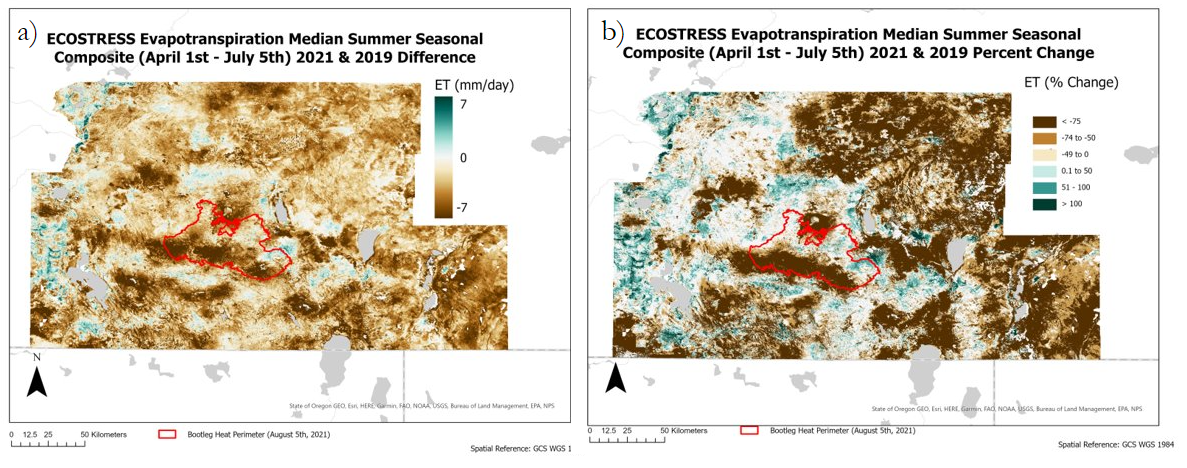 a)
ECOSTRESS Evapotranspiration Median Summer Seasonal
Composite (April 1st - July 5th) 2021 & 2019 Difference
ET (mm/day)
7
0
-7
N
State of Oregon GEO, Esri, HERE, Garmin, FAO, NOAA, USGS, Bureau of Land Management, EPA, NPS
0 12.5 25 50 Kilometers
Bootleg Heat Perimeter (August 5th, 2021)
Spatial Reference: GCS WGS 1
b)
ECOSTRESS Evapotranspiration Median Summer Seasonal
Composite (April 1st - July 5th) 2021 & 2019 Percent Change
ET (% Change)
< -75
-74 to -50
-49 to 0
0.1 to 50
51 - 100
> 100
State of Oregon GEO, Esri, HERE, Garmin, FAO, NOAA, USGS, Bureau of Land Management, EPA, NPS
0 12.5 25 50 Kilometers
Bootleg Heat Perimeter (August 5th, 2021)
Spatial Reference: GCS WGS 1984